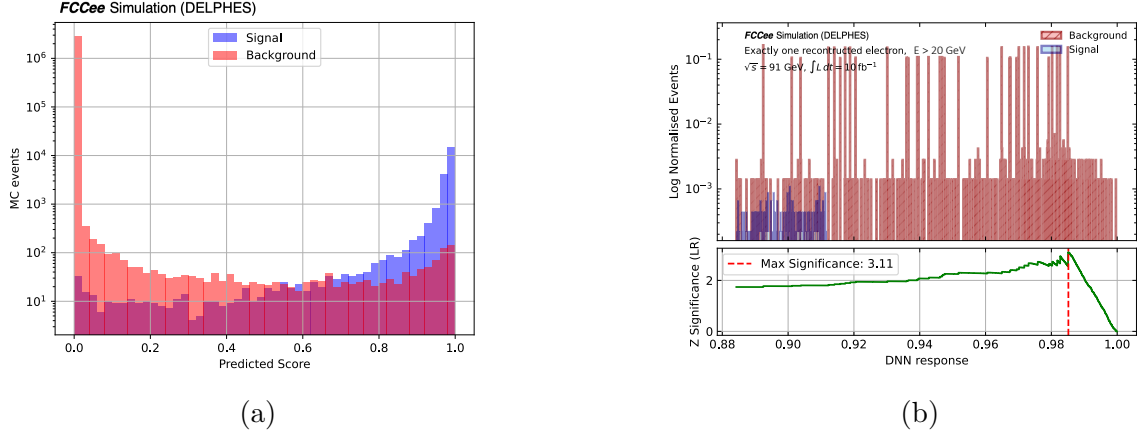 FCCee Simulation (DELPHES)
Signal
Background
MC events
10⁶
10⁵
10⁴
10³
10²
10¹
0.0 0.2 0.4 0.6 0.8 1.0
Predicted Score
(a)
FCCee Simulation (DELPHES)
Exactly one reconstructed electron, E > 20 GeV
√s = 91 GeV, ∫L dt = 10 fb⁻¹
Background
Signal
Log Normalised Events
10⁻¹
10⁻²
10⁻³
Max Significance: 3.11
Z Significance (LR)
2
0
0.88 0.90 0.92 0.94 0.96 0.98 1.00
DNN response
(b)